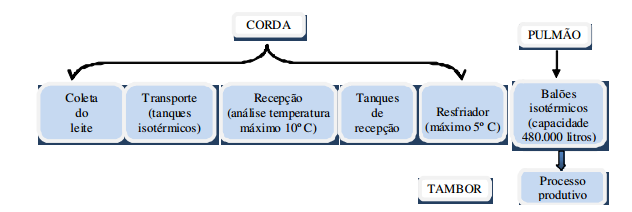 CORDA
PULMÃO
Coleta
do
leite
Transporte
(tanques
isotérmicos)
Recepção
(análise temperatura
máximo 10º C)
Tanques
de
recepção
Resfriador
(máximo 5º C)
Balões
isotérmicos
(capacidade
480.000 litros)
TAMBOR
Processo
produtivo